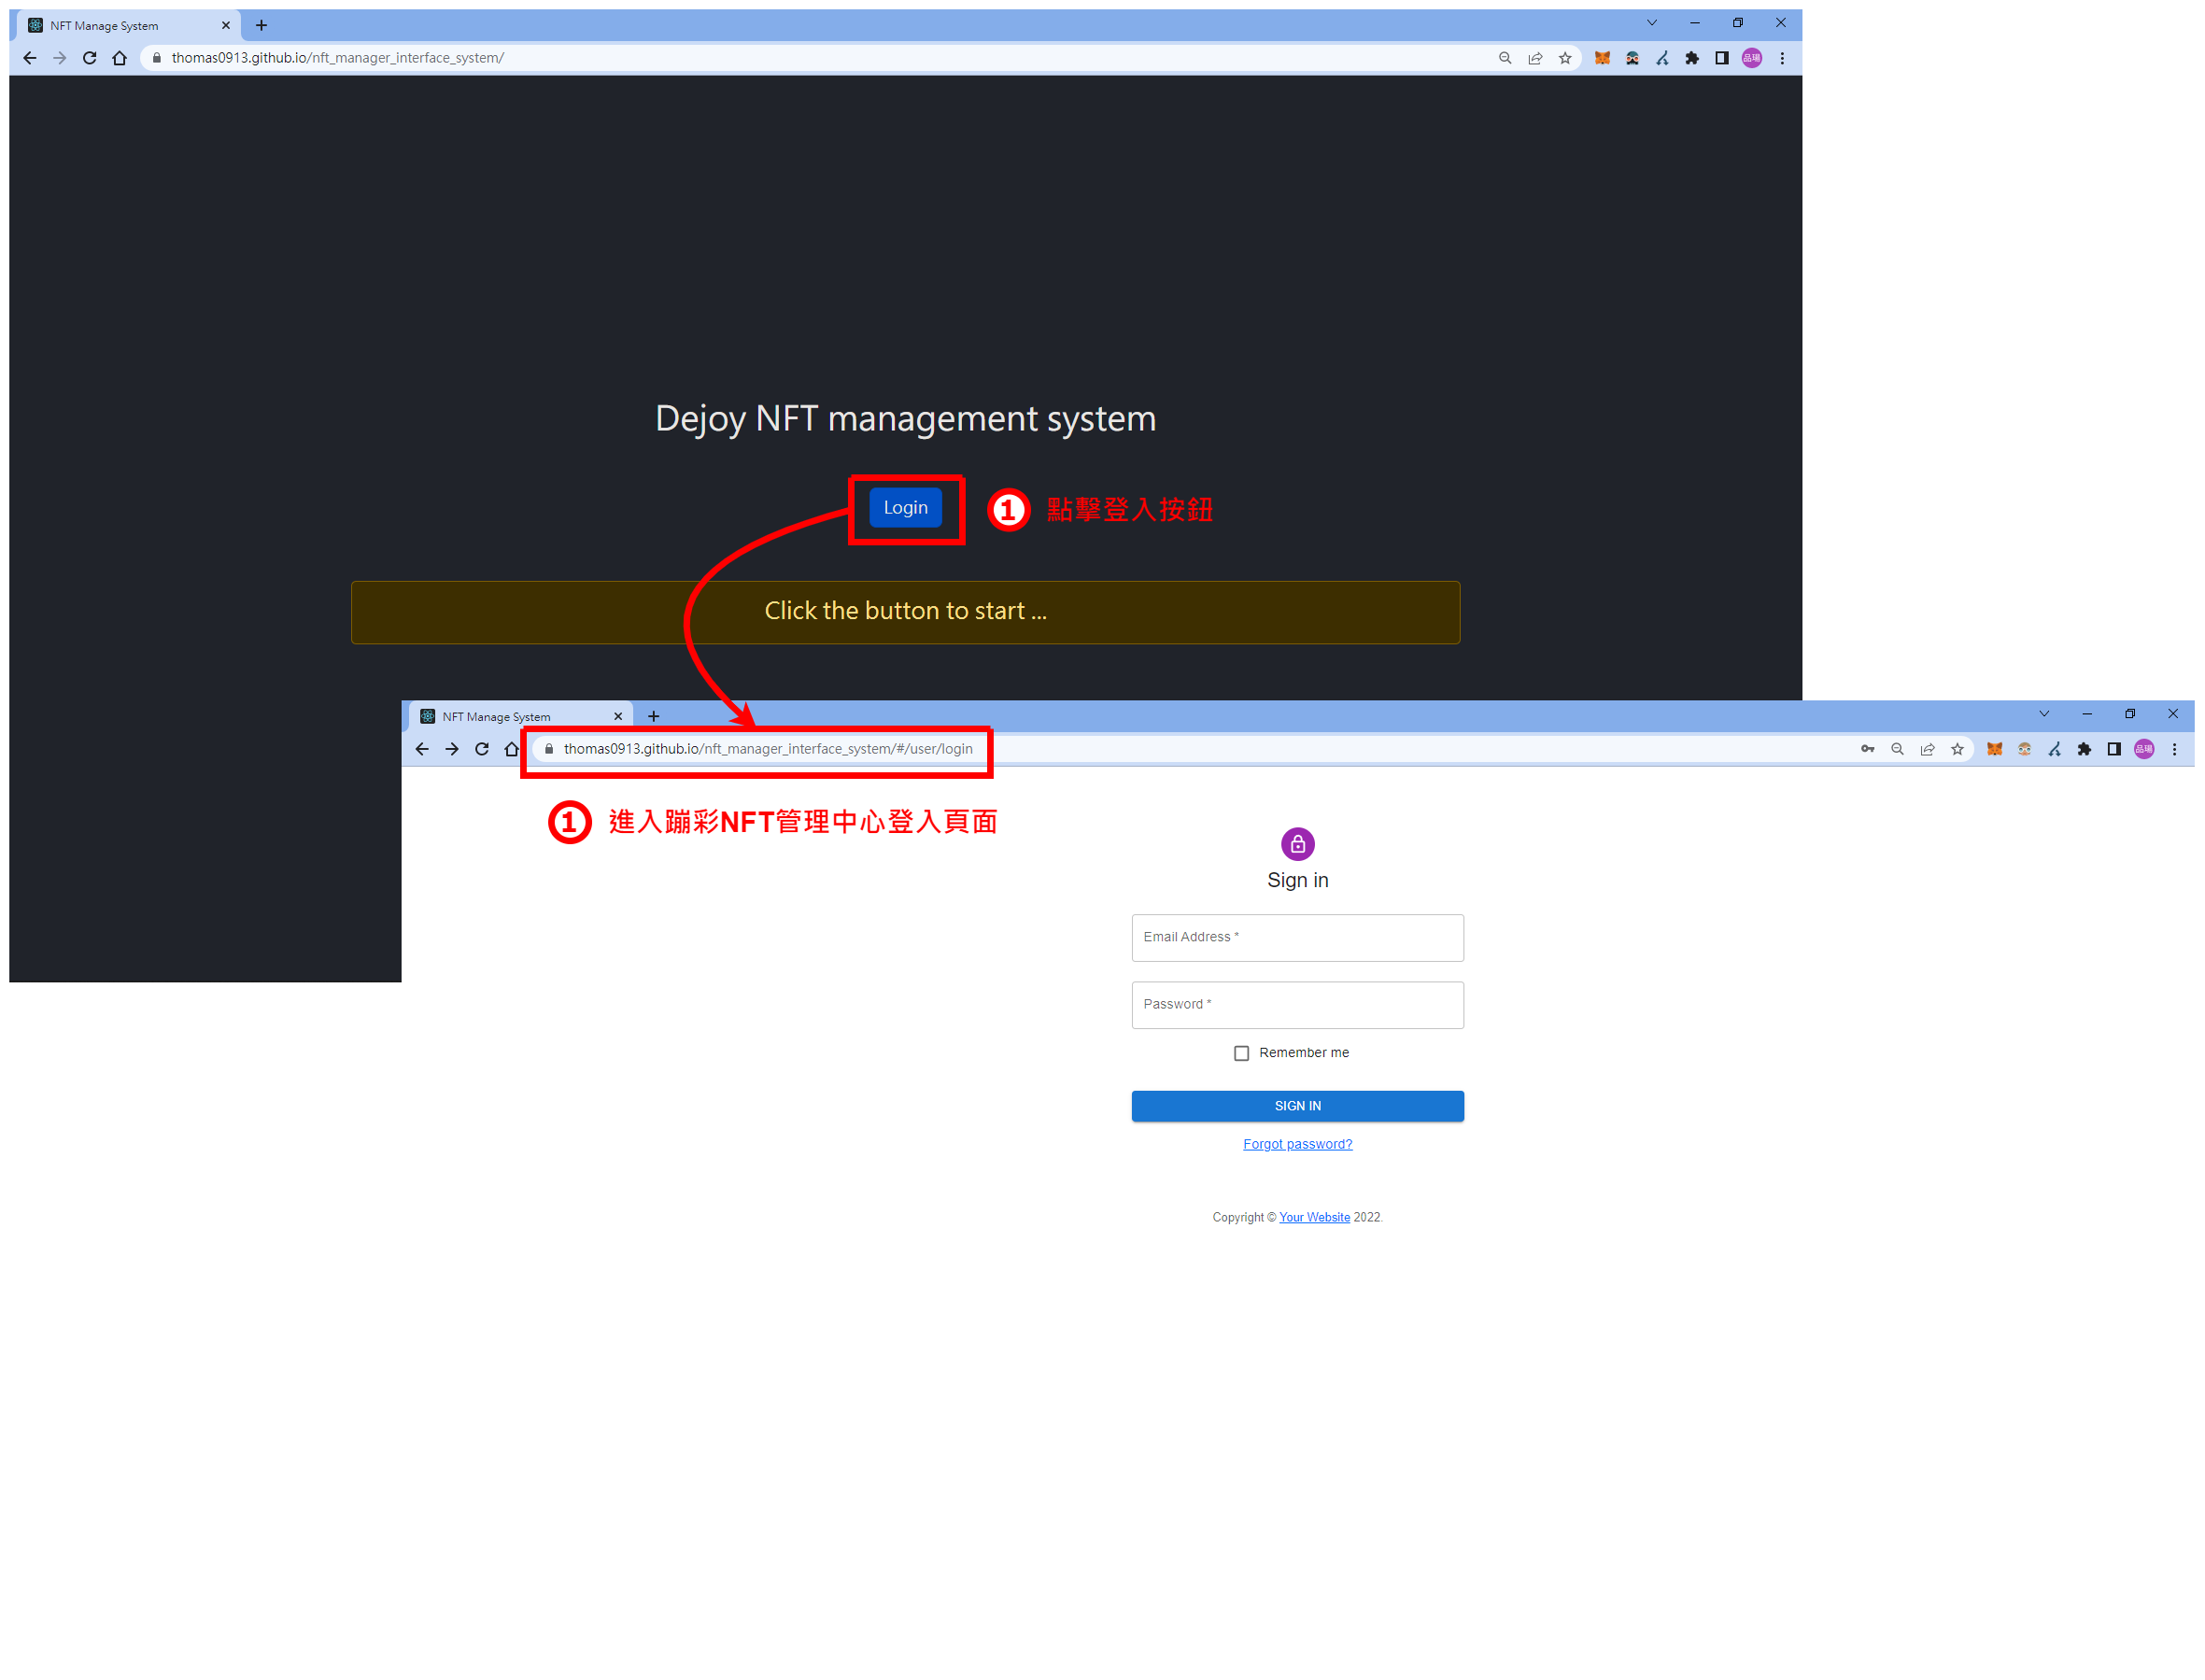 NFT Manage System
thomas0913.github.io/nft_manager_interface_system/
品瑒
Dejoy NFT management system
Login
1 點擊登入按鈕
Click the button to start ...
NFT Manage System
thomas0913.github.io/nft_manager_interface_system/#/user/login
1 進入蹦彩NFT管理中心登入頁面
Sign in
Email Address *
Password *
Remember me
SIGN IN
Forgot password?
Copyright © Your Website 2022.